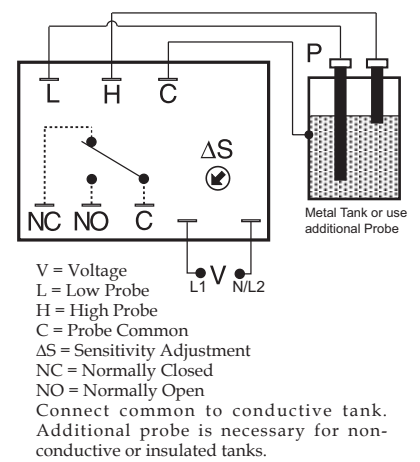 P
L H C
ΔS
NC NO C
Metal Tank or use
additional Probe
L1 V N/L2
V = Voltage
L = Low Probe
H = High Probe
C = Probe Common
ΔS = Sensitivity Adjustment
NC = Normally Closed
NO = Normally Open
Connect common to conductive tank.
Additional probe is necessary for non-
conductive or insulated tanks.